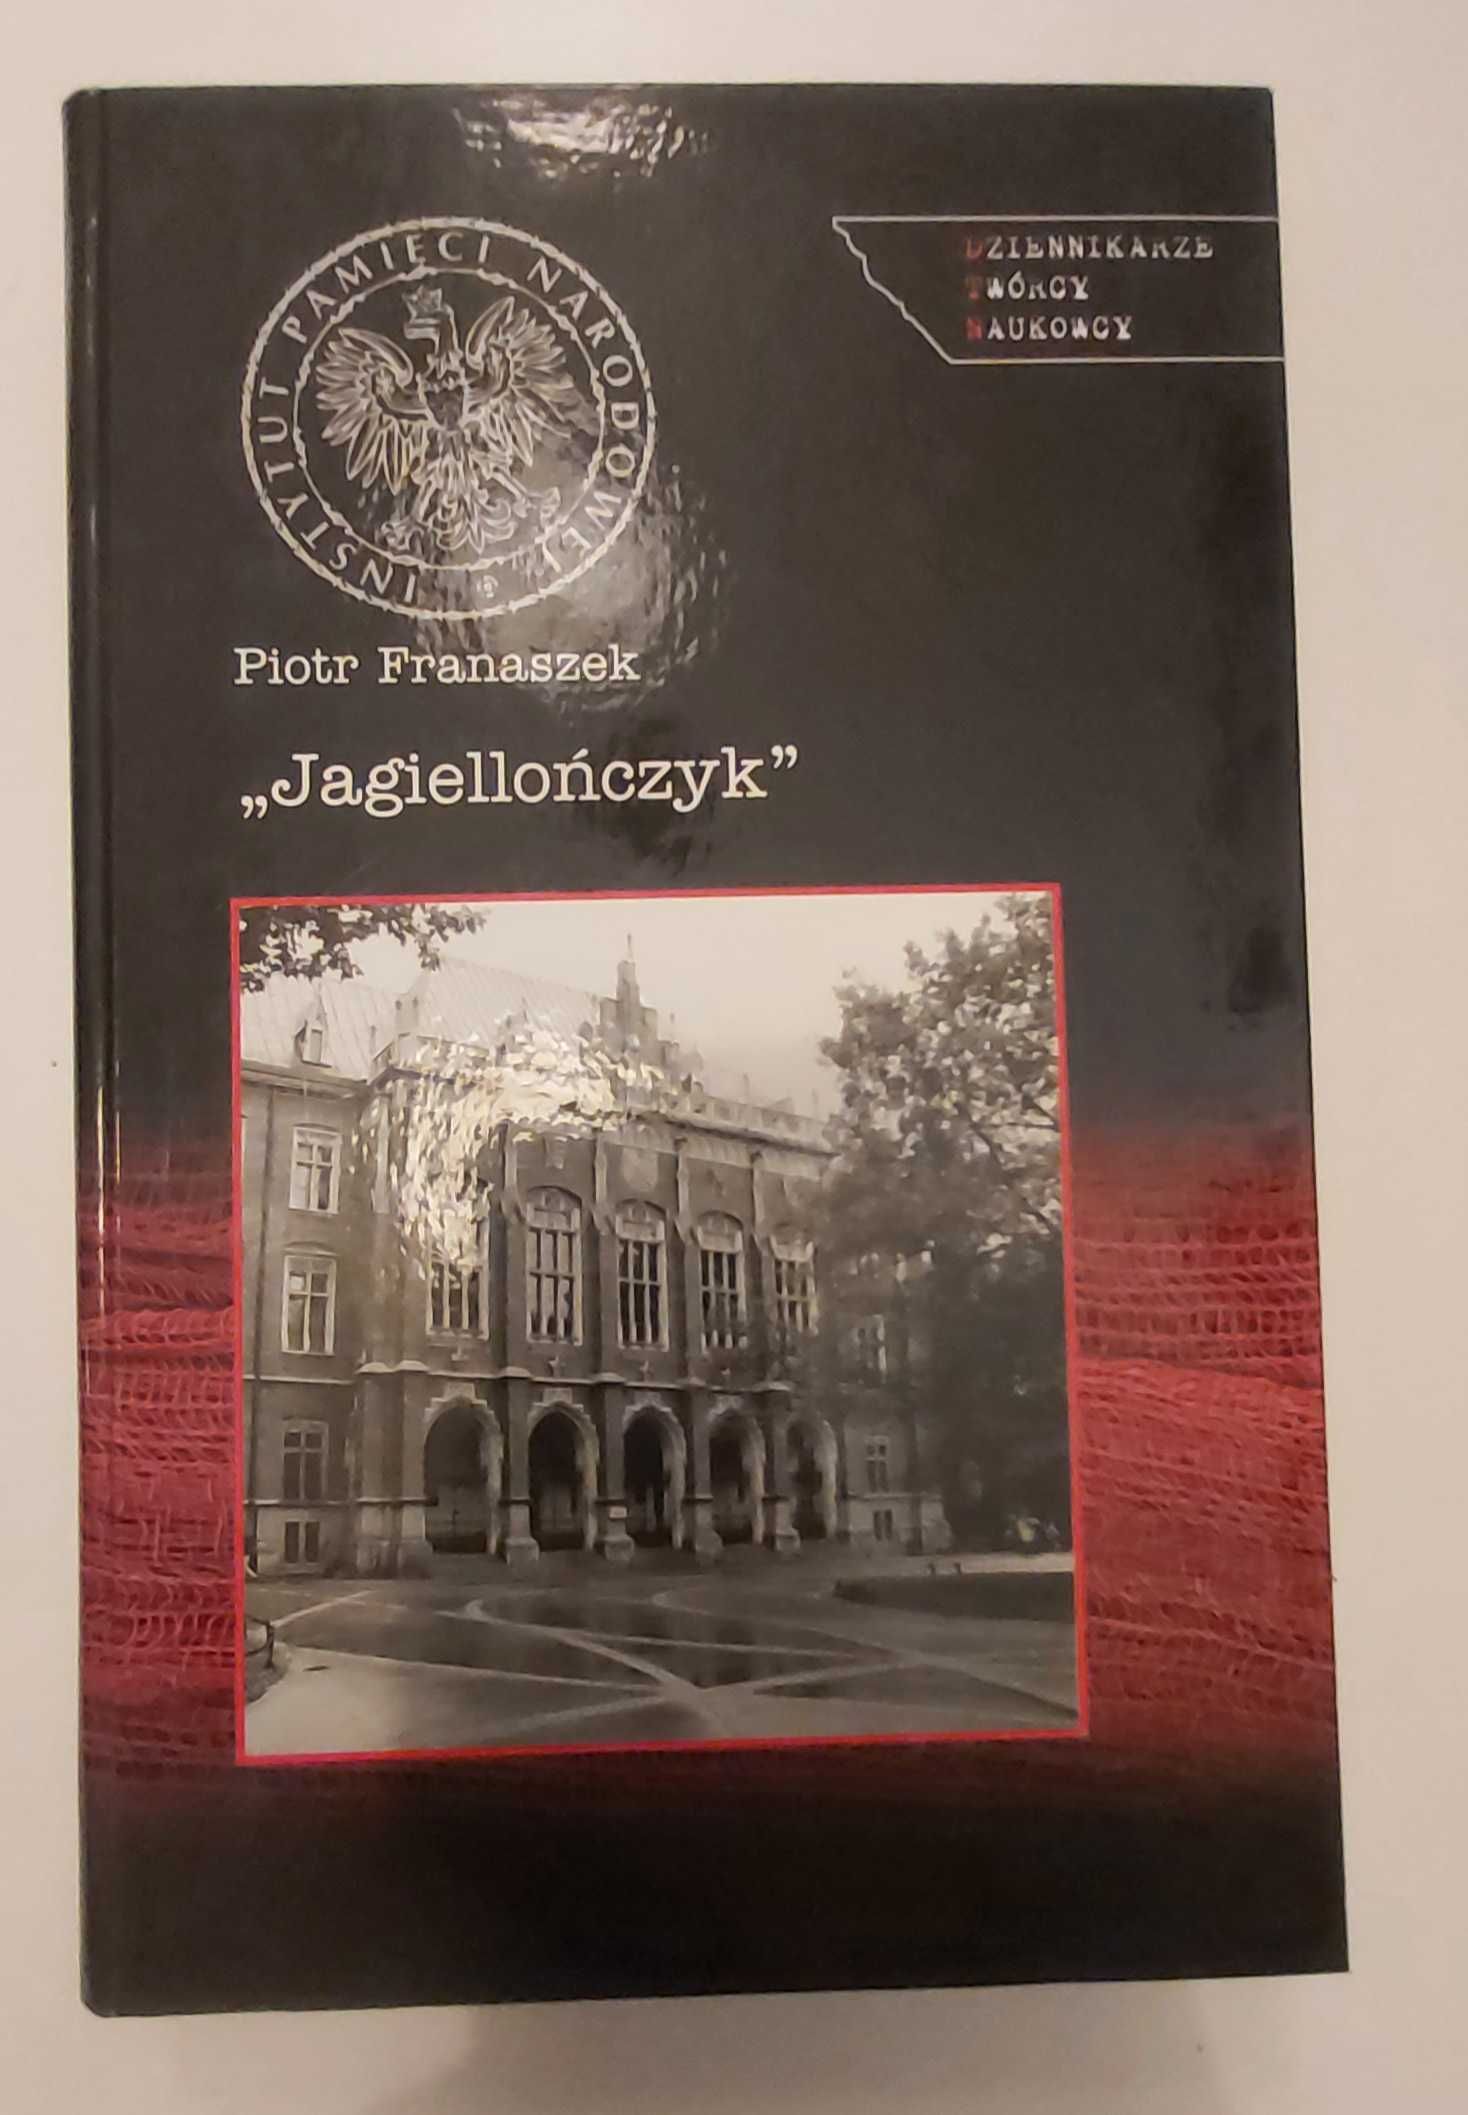 INSTYTUT PAMIĘCI NARODOWEJ
DZIENNIKARZE
TWÓRCY
NAUKOWCY
Piotr Franaszek
„Jagiellończyk”